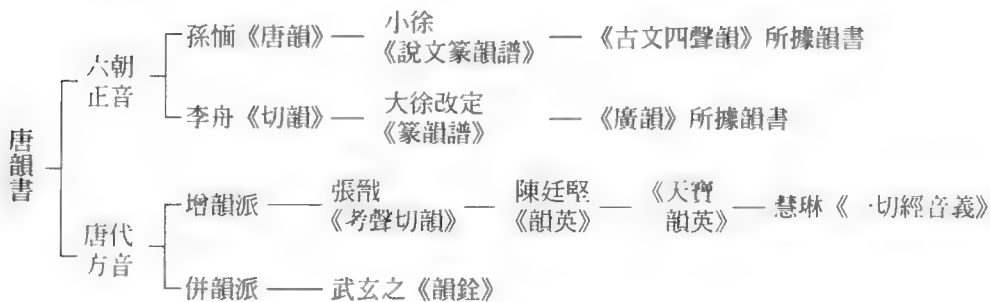 唐韻書
六朝
正音
孫愐《唐韻》
小徐
《說文篆韻譜》
《古文四聲韻》所據韻書
李舟《切韻》
大徐改定
《篆韻譜》
《廣韻》所據韻書
唐代
方音
增韻派
張戩
《考聲切韻》
陳廷堅
《韻英》
《天寶
韻英》
慧琳《一切經音義》
併韻派
武玄之《韻銓》